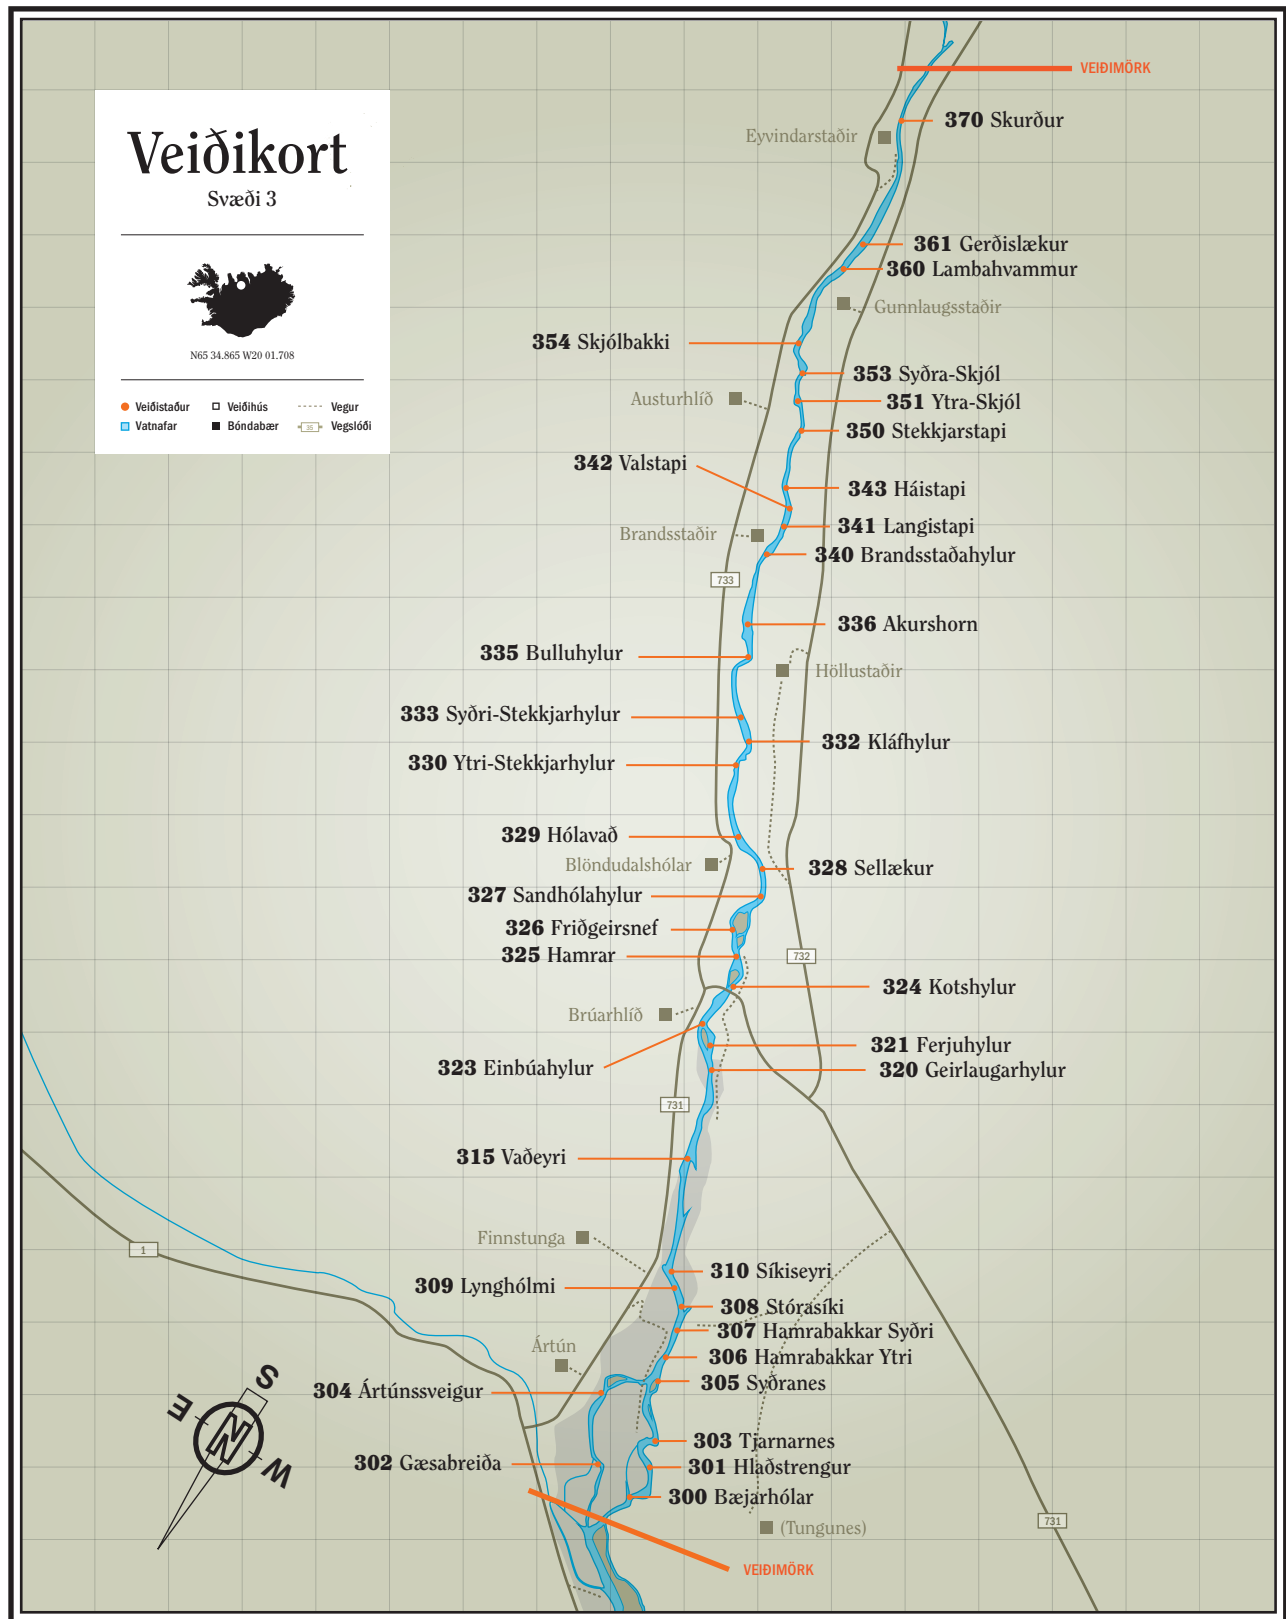 VEIÐIMÖRK
370 Skurður
Eyvindarstaðir
Veiðikort
Svæði 3
N65 34.865 W20 01.708
Veiðistaður
Veiðihús
Vegur
Vatnafar
Bóndabær
35
Vegslóði
361 Gerðislækur
360 Lambahvammur
Gunnlaugsstaðir
354 Skjólbakki
353 Syðra-Skjól
Austurhlíð
351 Ytra-Skjól
350 Stekkjarstapi
342 Valstapi
343 Háistapi
341 Langistapi
Brandsstaðir
340 Brandsstaðahylur
733
336 Akurshorn
335 Bulluhylur
Höllustaðir
333 Syðri-Stekkjarhylur
332 Kláfhylur
330 Ytri-Stekkjarhylur
329 Hólavað
Blöndudalshólar
328 Sellækur
327 Sandhólahylur
326 Friðgeirsnef
325 Hamrar
732
324 Kotshylur
Brúarhlíð
321 Ferjuhylur
323 Einbúahylur
320 Geirlaugarhylur
731
315 Vaðeyri
Finnstunga
1
310 Síkiseyri
309 Lynghólmi
308 Stórasíki
307 Hamrabakkar Syðri
Ártún
306 Hamrabakkar Ytri
305 Syðranes
304 Ártúnssveigur
S
E
N
W
303 Tjarnarnes
302 Gæsabreiða
301 Hlaðstrengur
300 Bæjarhólar
731
(Tungunes)
VEIÐIMÖRK